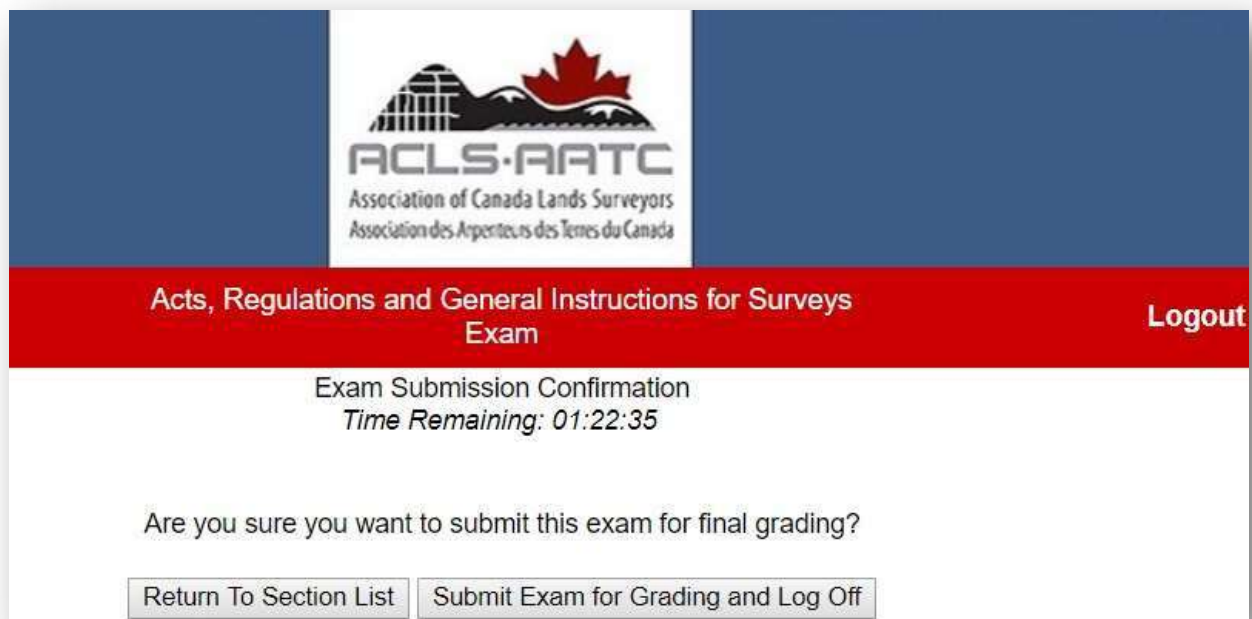 ACLS·AATC
Association of Canada Lands Surveyors
Association des Arpenteurs des Terres du Canada
Acts, Regulations and General Instructions for Surveys
Exam
Logout
Exam Submission Confirmation
Time Remaining: 01:22:35
Are you sure you want to submit this exam for final grading?
Return To Section List Submit Exam for Grading and Log Off